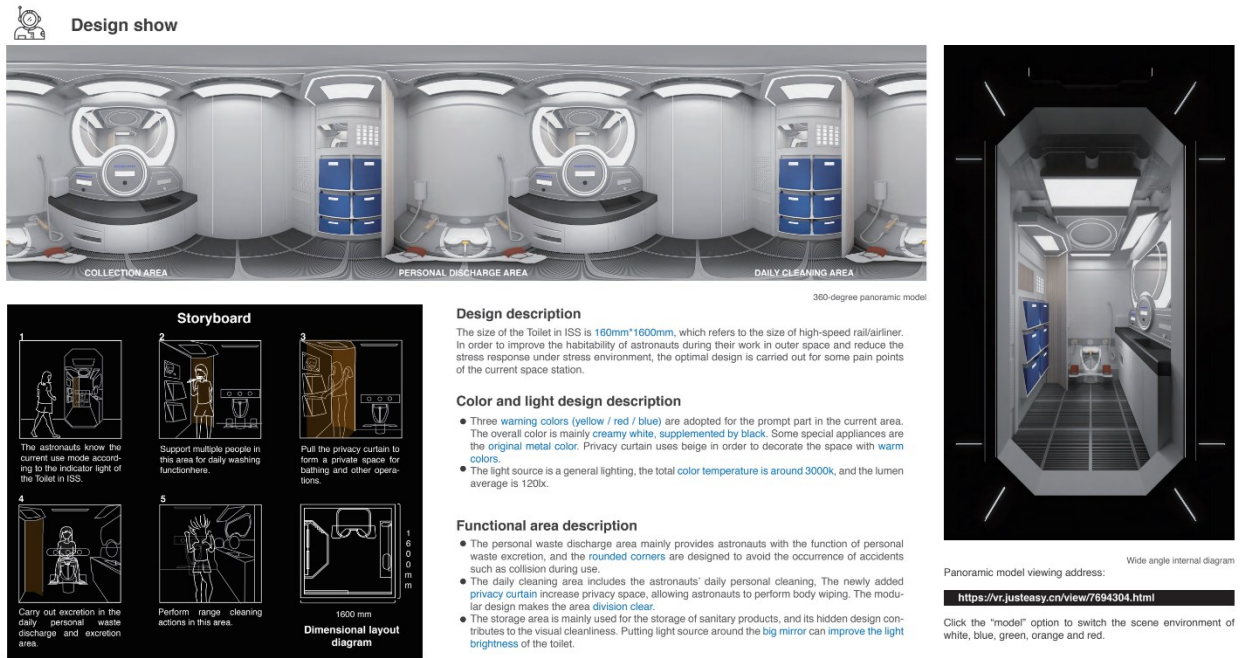 Design show
COLLECTION AREA
PERSONAL DISCHARGE AREA
DAILY CLEANING AREA
360-degree panoramic model
Storyboard
1
The astronauts know the
current use mode accord-
ing to the indicator light of
the Toilet in ISS.
2
Support multiple people in
this area for daily washing
functionhere.
3
Pull the privacy curtain to
form a private space for
bathing and other opera-
tions.
4
Carry out excretion in the
daily personal waste
discharge and excretion
area.
5
Perform range cleaning
actions in this area.
1600mm
1600 mm
Dimensional layout
diagram
Design description
The size of the Toilet in ISS is 160mm*1600mm, which refers to the size of high-speed rail/airliner.
In order to improve the habitability of astronauts during their work in outer space and reduce the
stress response under stress environment, the optimal design is carried out for some pain points
of the current space station.
Color and light design description
● Three warning colors (yellow / red / blue) are adopted for the prompt part in the current area.
The overall color is mainly creamy white, supplemented by black. Some special appliances are
the original metal color. Privacy curtain uses beige in order to decorate the space with warm
colors.
● The light source is a general lighting, the total color temperature is around 3000k, and the lumen
average is 120lx.
Functional area description
● The personal waste discharge area mainly provides astronauts with the function of personal
waste excretion, and the rounded corners are designed to avoid the occurrence of accidents
such as collision during use.
● The daily cleaning area includes the astronauts' daily personal cleaning, The newly added
privacy curtain increase privacy space, allowing astronauts to perform body wiping. The modu-
lar design makes the area division clear.
● The storage area is mainly used for the storage of sanitary products, and its hidden design con-
tributes to the visual cleanliness. Putting light source around the big mirror can improve the light
brightness of the toilet.
Wide angle internal diagram
Panoramic model viewing address:
https://vr.justeasy.cn/view/7694304.html
Click the “model” option to switch the scene environment of
white, blue, green, orange and red.